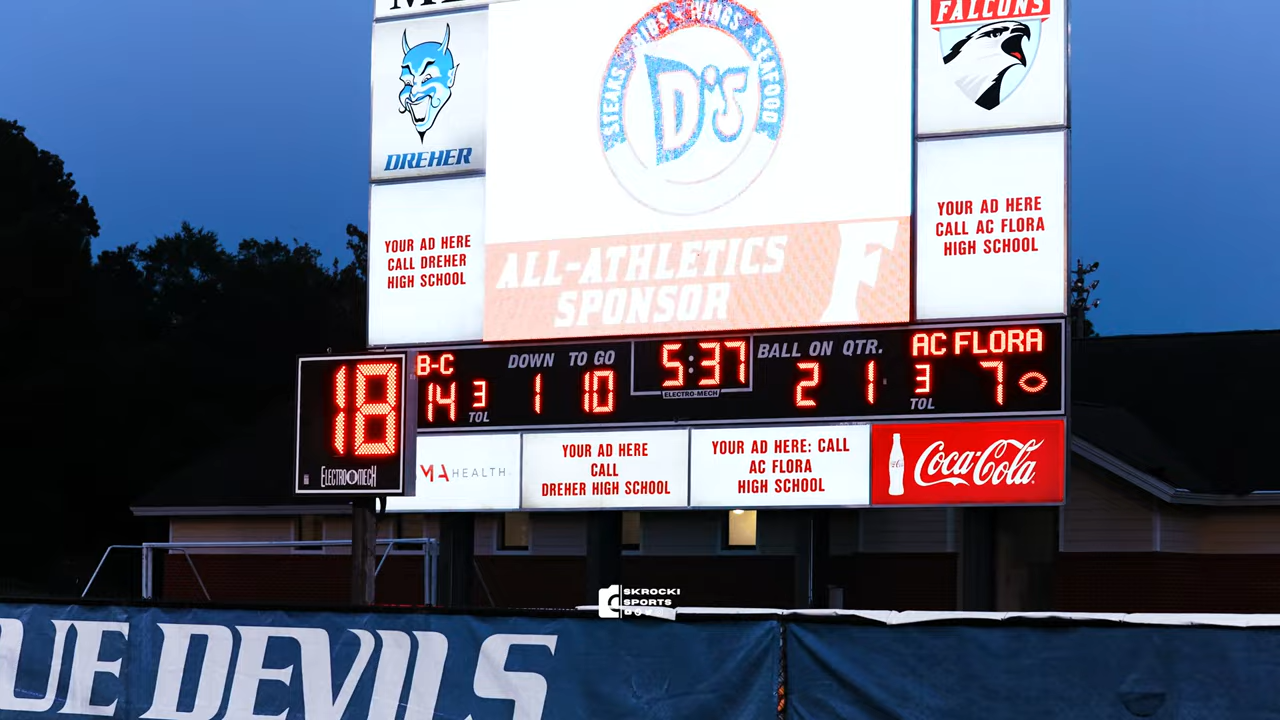 FALCONS
STEAKS ★ RIBS ★ WINGS ★ SEAFOOD
D's
DREHER
YOUR AD HERE
CALL DREHER
HIGH SCHOOL
ALL-ATHLETICS
SPONSOR
F
YOUR AD HERE
CALL AC FLORA
HIGH SCHOOL
18
ELECTRO-MECH
B-C
DOWN TO GO
5:37
BALL ON QTR.
AC FLORA
14 3 1 10 2 1 3 7
TOL
ELECTRO-MECH
TOL
MA HEALTH
YOUR AD HERE
CALL
DREHER HIGH SCHOOL
YOUR AD HERE: CALL
AC FLORA
HIGH SCHOOL
Coca-Cola
SKROCKI
SPORTS
UE DEVILS